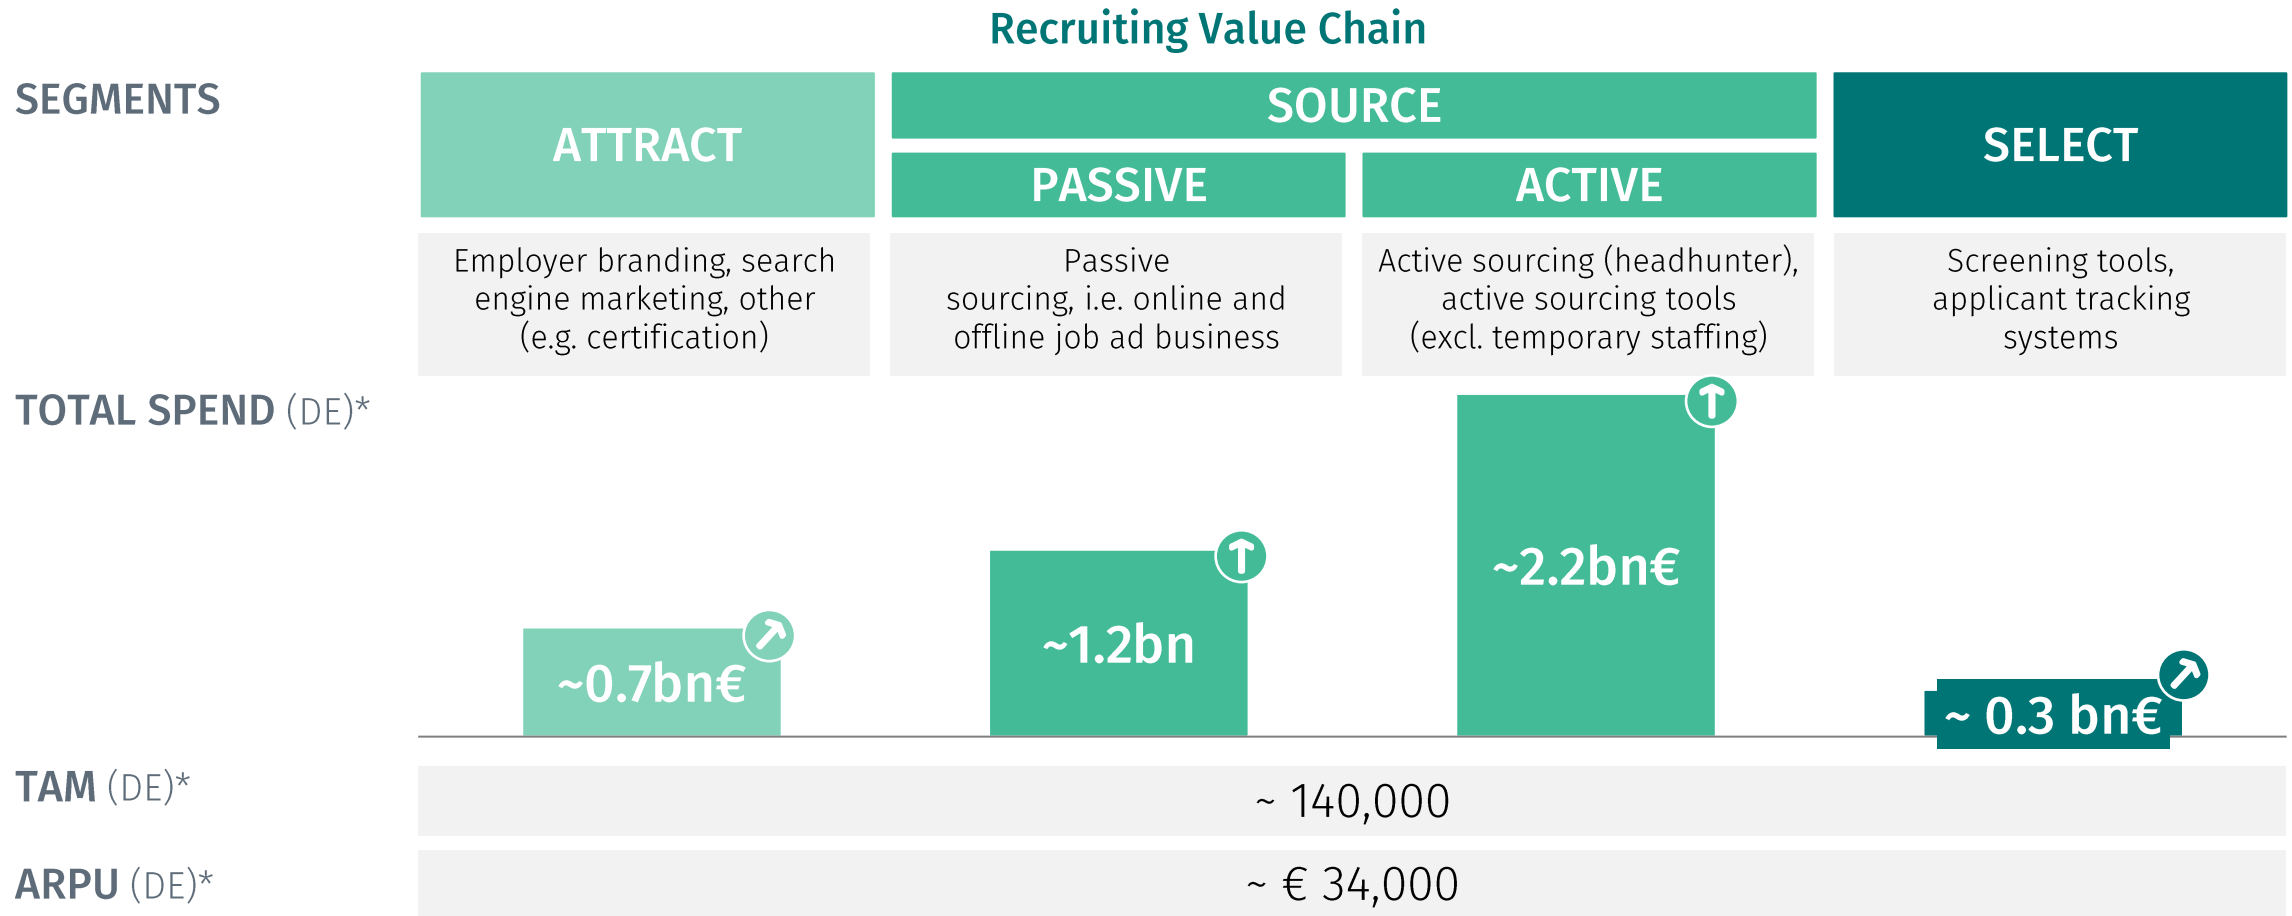 Recruiting Value Chain
SEGMENTS
ATTRACT
SOURCE
PASSIVE
ACTIVE
SELECT
Employer branding, search
engine marketing, other
(e.g. certification)
Passive
sourcing, i.e. online and
offline job ad business
Active sourcing (headhunter),
active sourcing tools
(excl. temporary staffing)
Screening tools,
applicant tracking
systems
TOTAL SPEND (DE)*
~0.7bn€
~1.2bn
~2.2bn€
~ 0.3 bn€
TAM (DE)*
~ 140,000
ARPU (DE)*
~ € 34,000